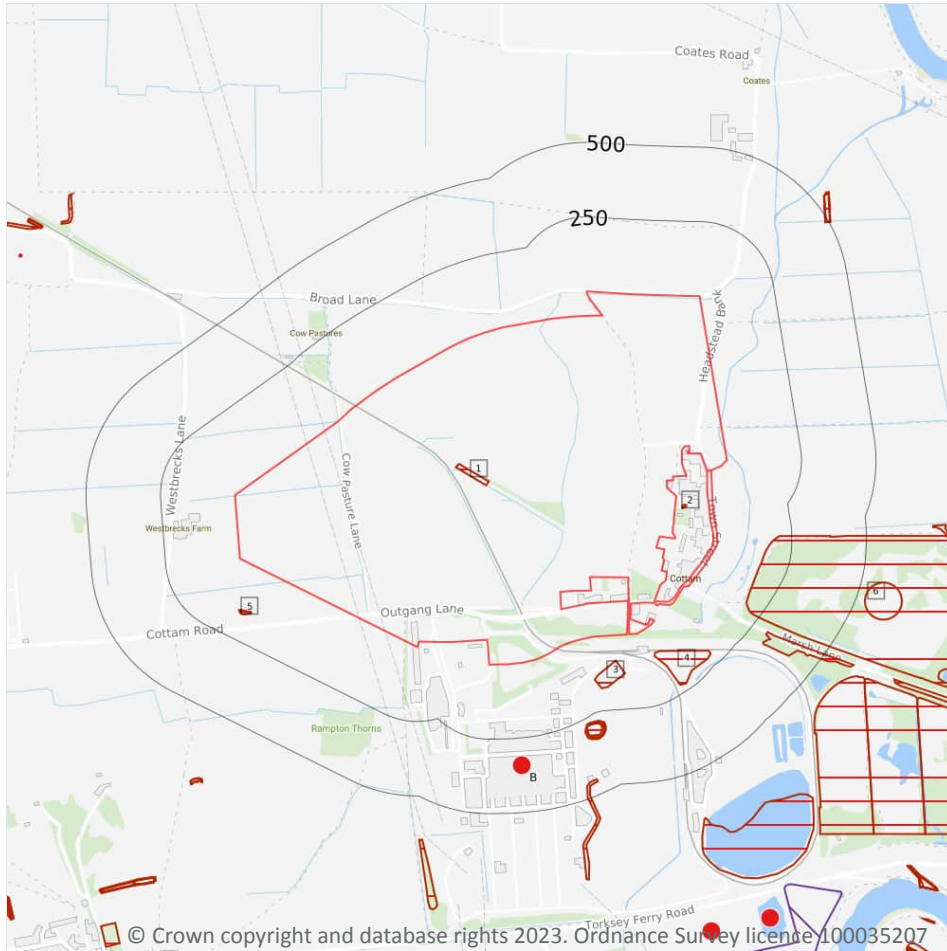 Coates Road
Coates
500
250
Broad Lane
Headstead Bank
Cow Pastures
Westbrecks Lane
Cow Pasture Lane
1
2
Town Street
Westbrecks Farm
Cottam
6
5
Outgang Lane
Cottam Road
Marsh Lane
3
4
Rampton Thorns
B
Torksey Ferry Road
© Crown copyright and database rights 2023. Ordnance Survey licence 100035207